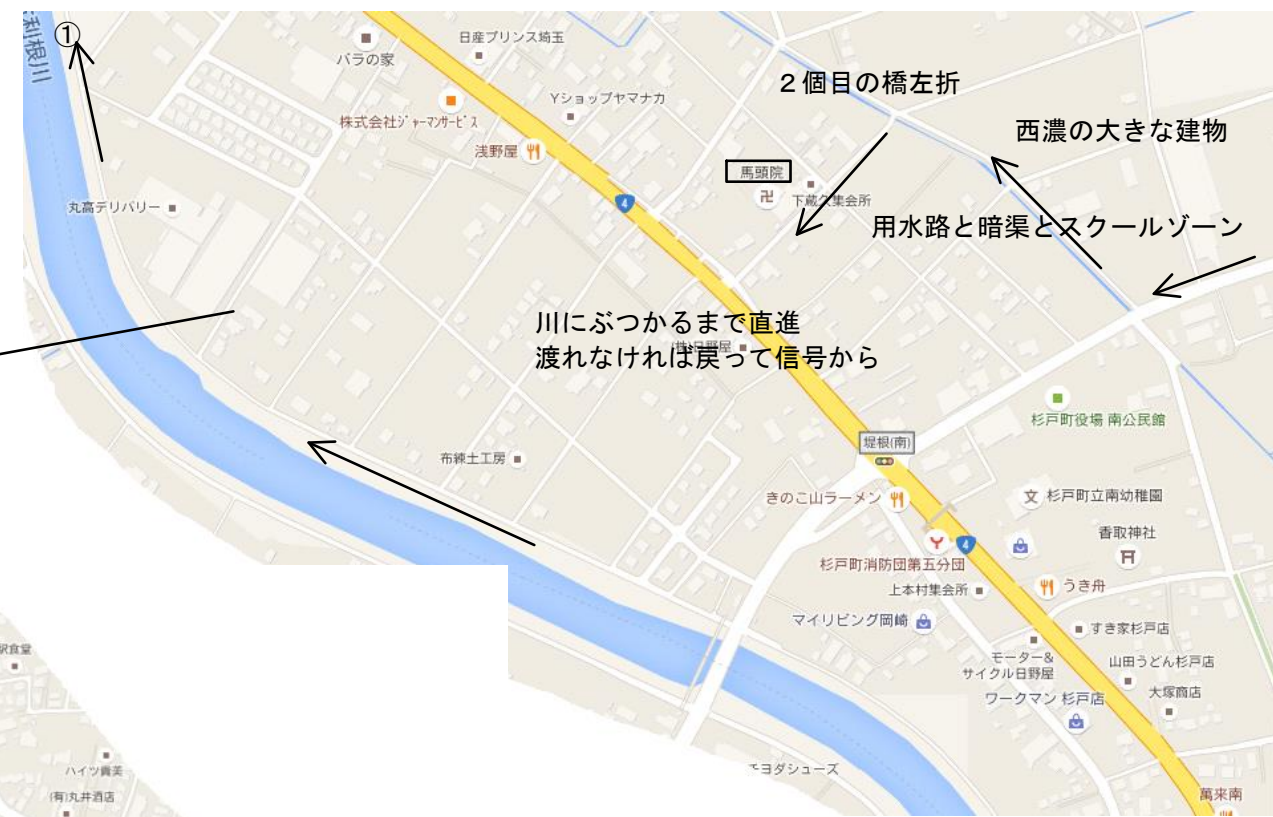 ①
利根川
バラの家
日産プリンス埼玉
２個目の橋左折
Yショップヤマナカ
株式会社ジャーマンサービス
西濃の大きな建物
浅野屋
馬頭院
4
下蔵久集会所
丸高デリバリー
用水路と暗渠とスクールゾーン
川にぶつかるまで直進
(株)日野屋
渡れなければ戻って信号から
杉戸町役場 南公民館
堤根(南)
布練土工房
きのこ山ラーメン
文 杉戸町立南幼稚園
香取神社
4
杉戸町消防団第五分団
上本村集会所
うき舟
マイリビング岡崎
すき家杉戸店
モーター&
サイクル日野屋
山田うどん杉戸店
ワークマン 杉戸店
大塚商店
食堂
ヨダシューズ
ハイツ貴美
(有)丸井酒店
萬来南